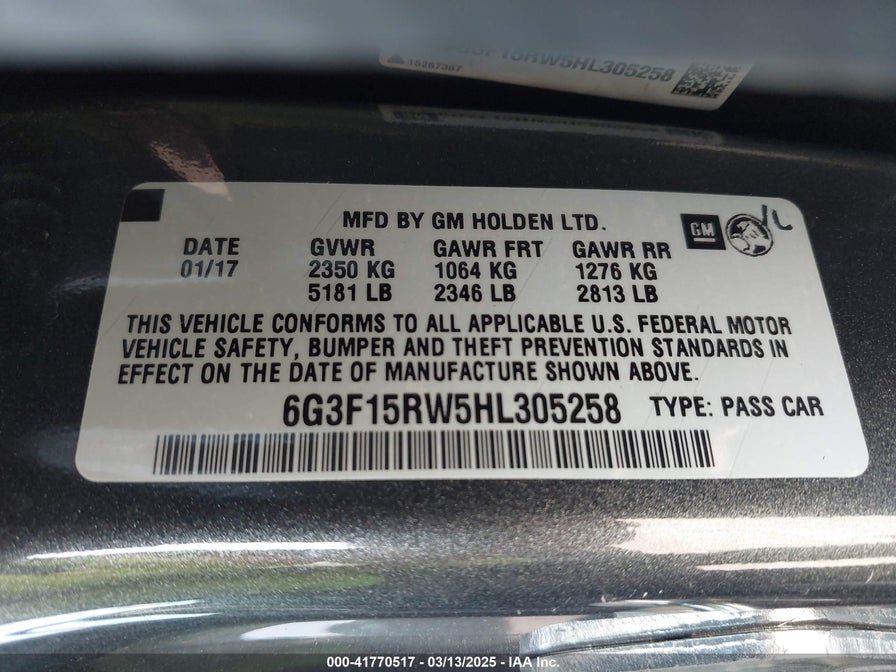 15287367 6G3F15RW5HL305258
MFD BY GM HOLDEN LTD.
GM
DATE GVWR GAWR FRT GAWR RR
01/17 2350 KG 1064 KG 1276 KG
5181 LB 2346 LB 2813 LB
THIS VEHICLE CONFORMS TO ALL APPLICABLE U.S. FEDERAL MOTOR
VEHICLE SAFETY, BUMPER AND THEFT PREVENTION STANDARDS IN
EFFECT ON THE DATE OF MANUFACTURE SHOWN ABOVE.
6G3F15RW5HL305258 TYPE: PASS CAR
000-41770517 - 03/13/2025 - IAA Inc.